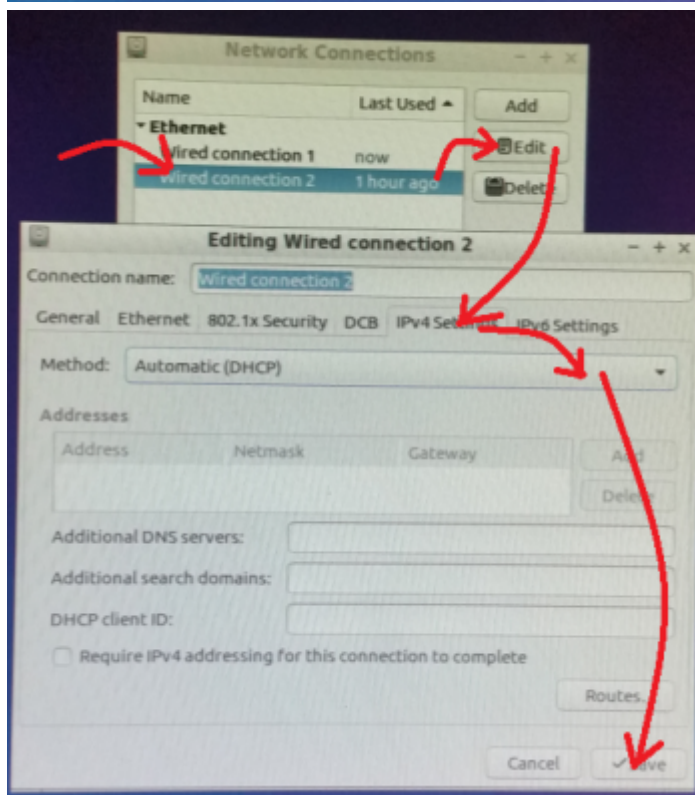 Network Connections
Name Last Used Add
Ethernet
Wired connection 1 now Edit
Wired connection 2 1 hour ago Delete
Editing Wired connection 2
Connection name: Wired connection 2
General Ethernet 802.1x Security DCB IPv4 Settings IPv6 Settings
Method: Automatic (DHCP)
Addresses
Address Netmask Gateway Add
Delete
Additional DNS servers:
Additional search domains:
DHCP client ID:
Require IPv4 addressing for this connection to complete
Routes…
Cancel Save